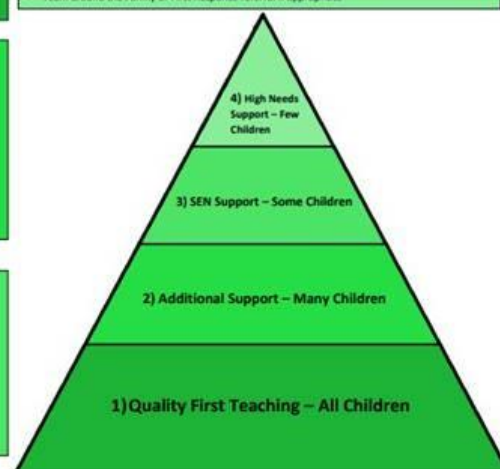 4) High Needs
Support – Few
Children
3) SEN Support – Some Children
2) Additional Support – Many Children
1)Quality First Teaching – All Children